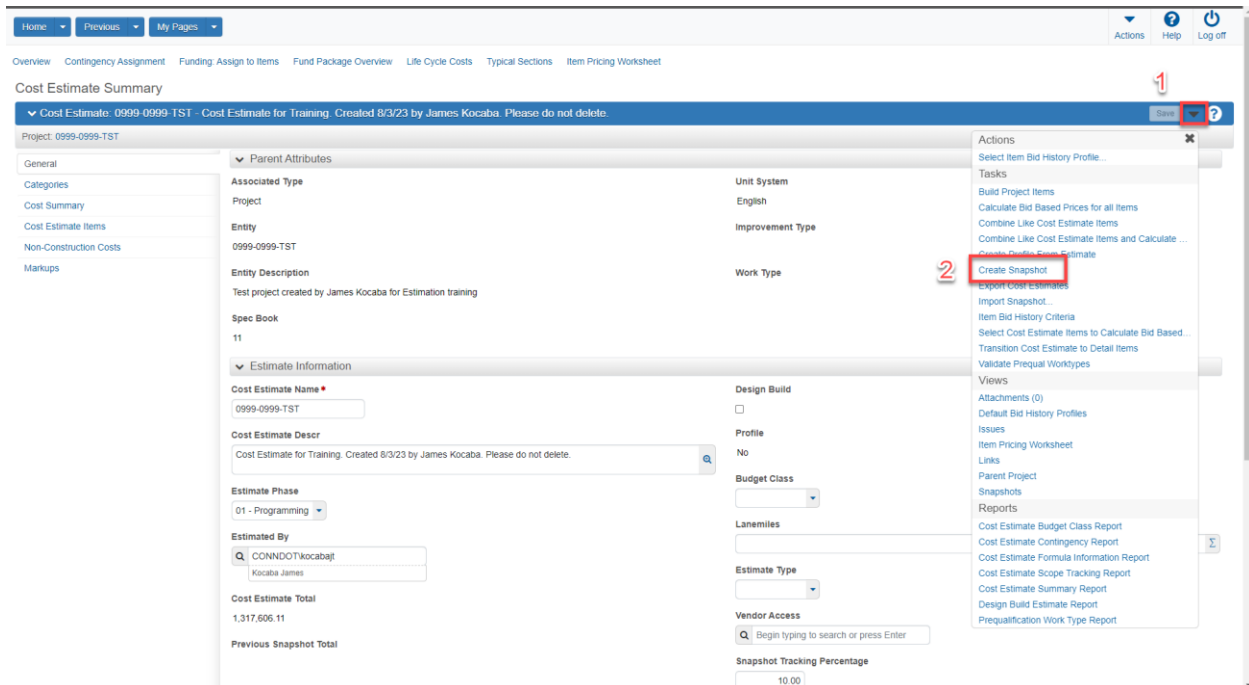 Home
Previous
My Pages
Actions
Help
Log off
Overview Contingency Assignment Funding: Assign to Items Fund Package Overview Life Cycle Costs Typical Sections Item Pricing Worksheet
Cost Estimate Summary
1
Cost Estimate: 0999-0999-TST - Cost Estimate for Training. Created 8/3/23 by James Kocaba. Please do not delete.
Save
?
Project: 0999-0999-TST
General
Categories
Cost Summary
Cost Estimate Items
Non-Construction Costs
Markups
Parent Attributes
Associated Type
Project
Entity
0999-0999-TST
Entity Description
Test project created by James Kocaba for Estimation training
Spec Book
11
Unit System
English
Improvement Type
Work Type
Estimate Information
Cost Estimate Name
0999-0999-TST
Cost Estimate Descr
Cost Estimate for Training. Created 8/3/23 by James Kocaba. Please do not delete.
Estimate Phase
01 - Programming
Estimated By
CONNDOT\kocabajt
Kocaba James
Cost Estimate Total
1,317,606.11
Previous Snapshot Total
Design Build
Profile
No
Budget Class
Lanemiles
Σ
Estimate Type
Vendor Access
Begin typing to search or press Enter
Snapshot Tracking Percentage
10.00
Actions
Select Item Bid History Profile...
Tasks
Build Project Items
Calculate Bid Based Prices for all Items
Combine Like Cost Estimate Items
Combine Like Cost Estimate Items and Calculate ...
Create Profile From Estimate
2
Create Snapshot
Export Cost Estimates
Import Snapshot...
Item Bid History Criteria
Select Cost Estimate Items to Calculate Bid Based...
Transition Cost Estimate to Detail Items
Validate Prequal Worktypes
Views
Attachments (0)
Default Bid History Profiles
Issues
Item Pricing Worksheet
Links
Parent Project
Snapshots
Reports
Cost Estimate Budget Class Report
Cost Estimate Contingency Report
Cost Estimate Formula Information Report
Cost Estimate Scope Tracking Report
Cost Estimate Summary Report
Design Build Estimate Report
Prequalification Work Type Report